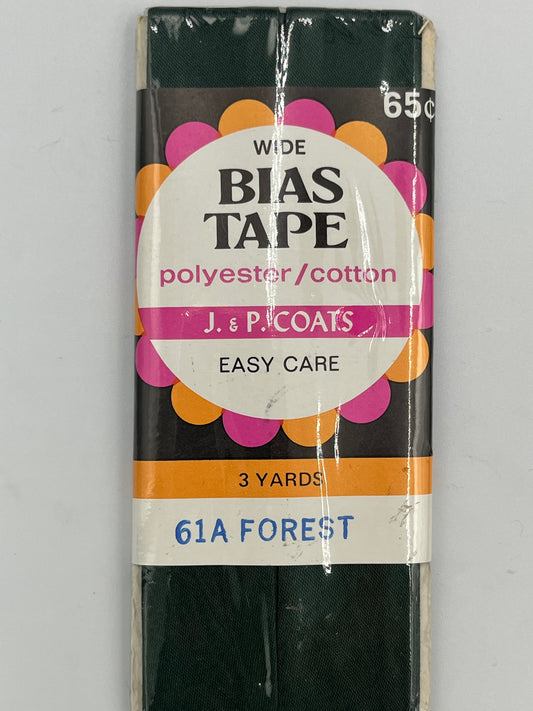 65¢
WIDE
BIAS
TAPE
polyester/cotton
J. & P. COATS
EASY CARE
3 YARDS
61A FOREST